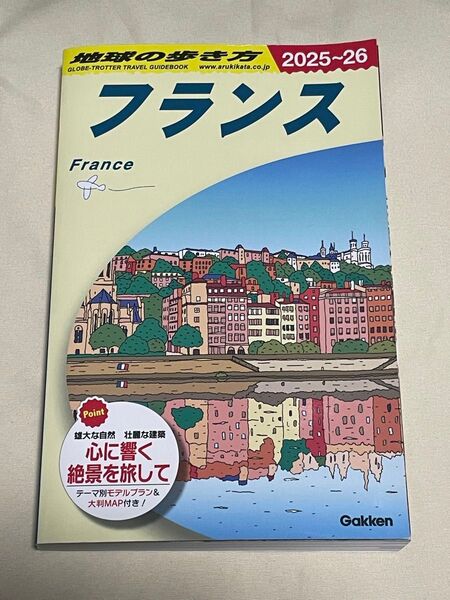 地球の歩き方
2025~26
GLOBE-TROTTER TRAVEL GUIDEBOOK
www.arukikata.co.jp
フランス
France
Point
雄大な自然 壮麗な建築
心に響く
絶景を旅して
テーマ別モデルプラン&
大判MAP付き!
Gakken